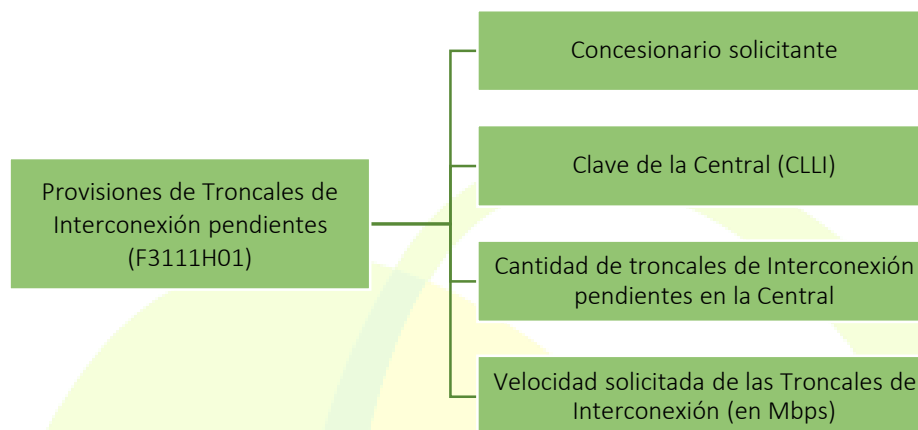 Provisiones de Troncales de
Interconexión pendientes
(F3111H01)
Concesionario solicitante
Clave de la Central (CLLI)
Cantidad de troncales de Interconexión
pendientes en la Central
Velocidad solicitada de las Troncales de
Interconexión (en Mbps)